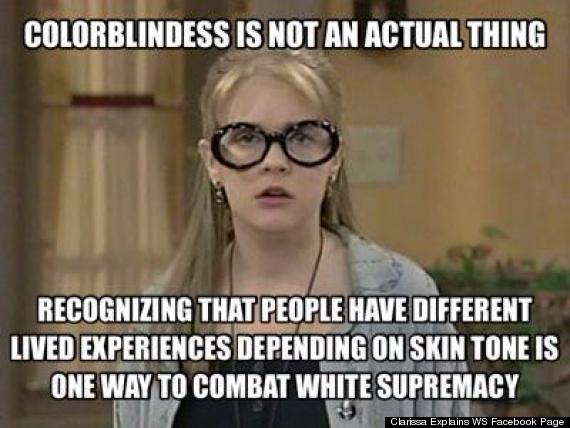 COLORBLINDESS IS NOT AN ACTUAL THING
RECOGNIZING THAT PEOPLE HAVE DIFFERENT
LIVED EXPERIENCES DEPENDING ON SKIN TONE IS
ONE WAY TO COMBAT WHITE SUPREMACY
Clarissa Explains WS Facebook Page